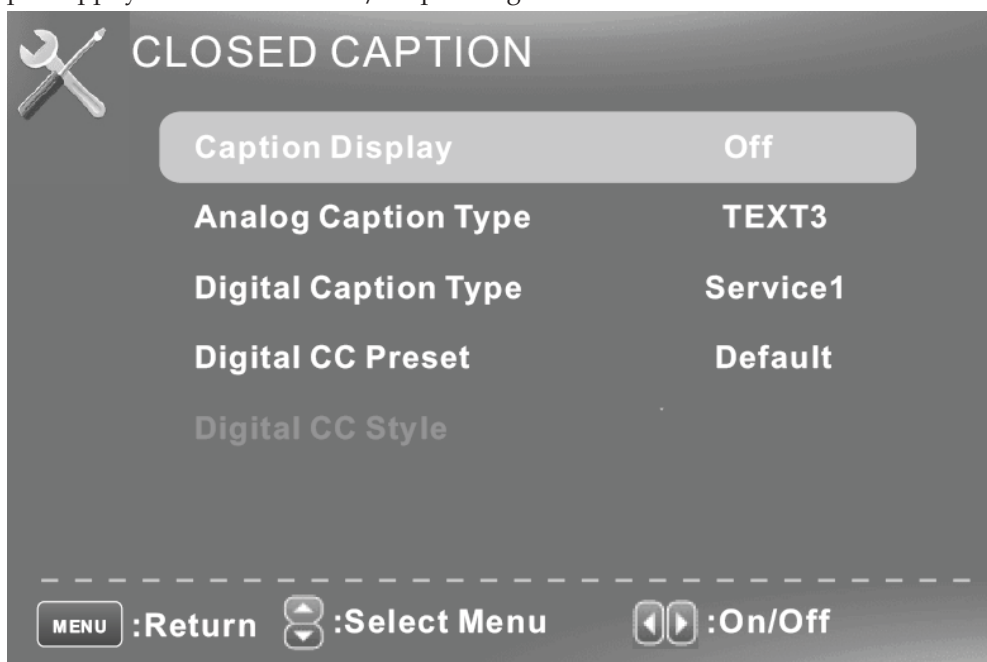 CLOSED CAPTION
Caption Display Off
Analog Caption Type TEXT3
Digital Caption Type Service1
Digital CC Preset Default
Digital CC Style
MENU :Return :Select Menu :On/Off